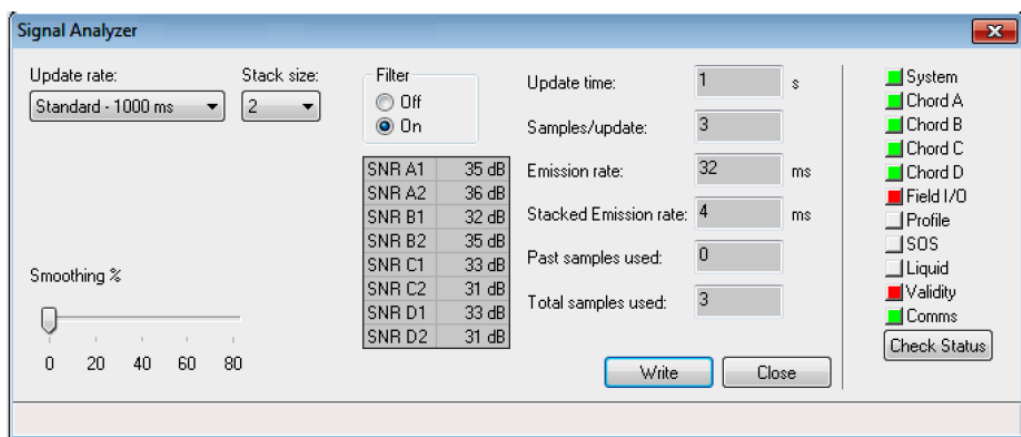 Signal Analyzer
Update rate:
Standard - 1000 ms
Stack size:
2
Filter
Off
On
SNR A1 35 dB
SNR A2 36 dB
SNR B1 32 dB
SNR B2 35 dB
SNR C1 33 dB
SNR C2 31 dB
SNR D1 33 dB
SNR D2 31 dB
Smoothing %
0 20 40 60 80
Update time: 1 s
Samples/update: 3
Emission rate: 32 ms
Stacked Emission rate: 4 ms
Past samples used: 0
Total samples used: 3
Write
Close
System
Chord A
Chord B
Chord C
Chord D
Field I/O
Profile
SOS
Liquid
Validity
Comms
Check Status